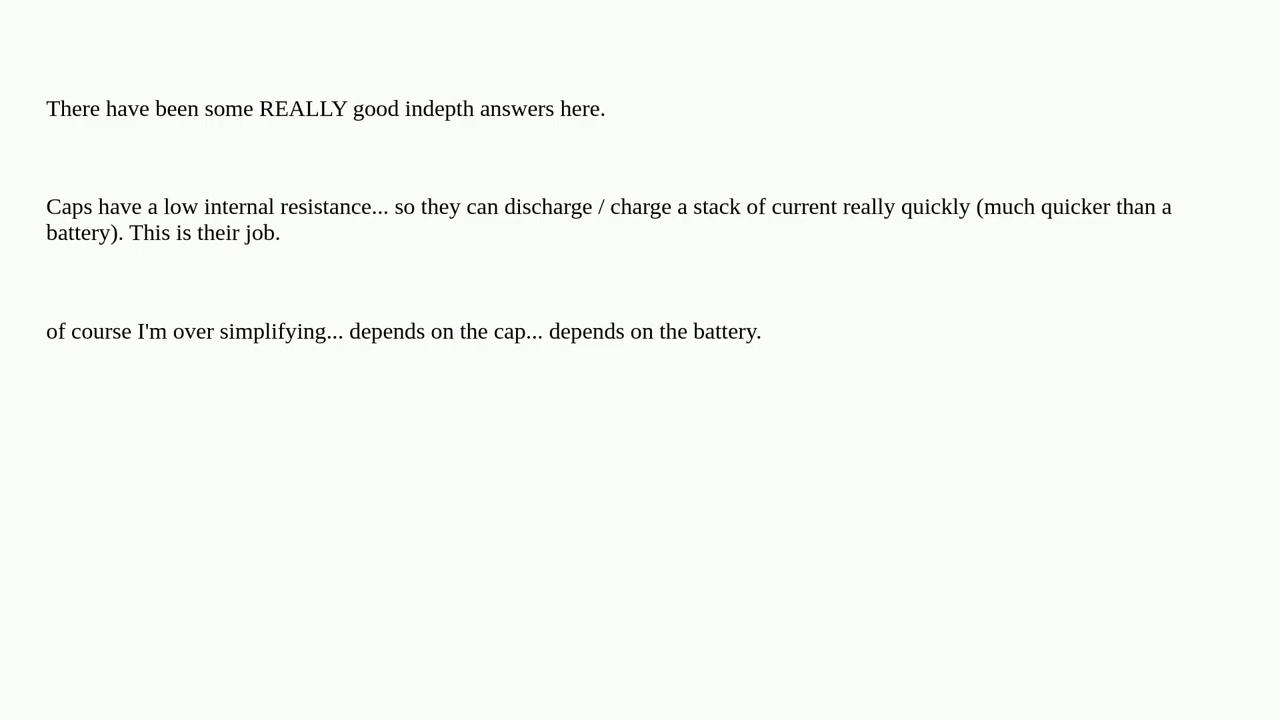 There have been some REALLY good indepth answers here.
Caps have a low internal resistance... so they can discharge / charge a stack of current really quickly (much quicker than a
battery). This is their job.
of course I'm over simplifying... depends on the cap... depends on the battery.